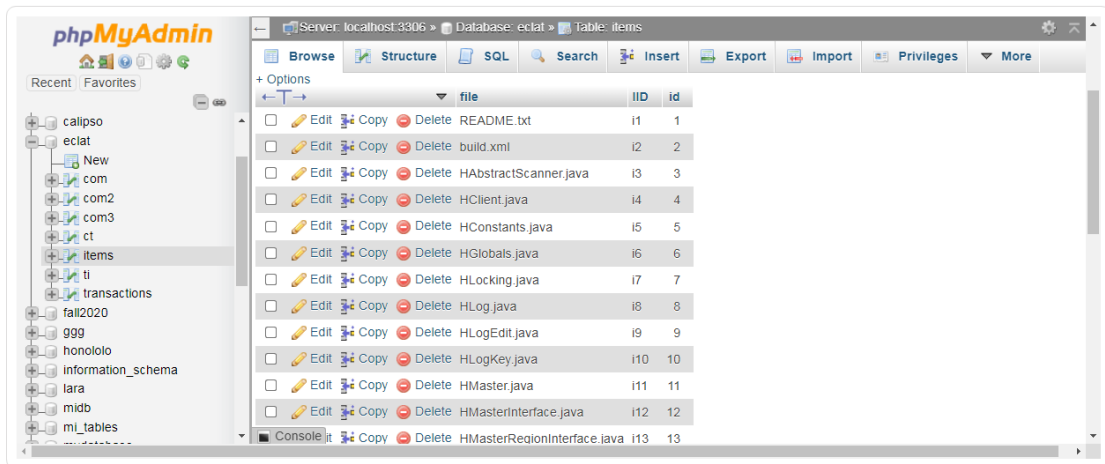 phpMyAdmin
Recent Favorites
calipso
eclat
New
com
com2
com3
ct
items
ti
transactions
fall2020
ggg
honololo
information_schema
lara
midb
mi_tables
Server: localhost:3306 » Database: eclat » Table: items
Browse Structure SQL Search Insert Export Import Privileges More
+ Options
file IID id
Edit Copy Delete README.txt i1 1
Edit Copy Delete build.xml i2 2
Edit Copy Delete HAbstractScanner.java i3 3
Edit Copy Delete HClient.java i4 4
Edit Copy Delete HConstants.java i5 5
Edit Copy Delete HGlobals.java i6 6
Edit Copy Delete HLocking.java i7 7
Edit Copy Delete HLog.java i8 8
Edit Copy Delete HLogEdit.java i9 9
Edit Copy Delete HLogKey.java i10 10
Edit Copy Delete HMaster.java i11 11
Edit Copy Delete HMasterInterface.java i12 12
Console Copy Delete HMasterRegionInterface.java i13 13